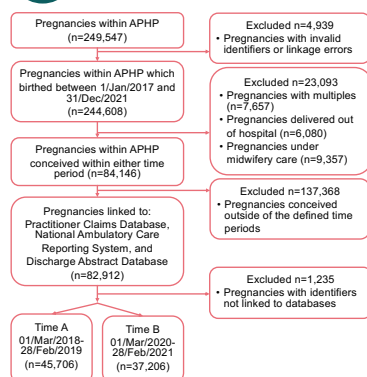 Pregnancies within APHP
(n=249,547)
Excluded n=4,939
• Pregnancies with invalid
identifiers or linkage errors
Pregnancies within APHP which
birthed between 1/Jan/2017 and
31/Dec/2021
(n=244,608)
Excluded n=23,093
• Pregnancies with multiples
(n=7,657)
• Pregnancies delivered out
of hospital (n=6,080)
• Pregnancies under
midwifery care (n=9,357)
Pregnancies within APHP
conceived within either time
period (n=84,146)
Excluded n=137,368
• Pregnancies conceived
outside of the defined time
periods
Pregnancies linked to:
Practitioner Claims Database,
National Ambulatory Care
Reporting System, and
Discharge Abstract Database
(n=82,912)
Excluded n=1,235
• Pregnancies with identifiers
not linked to databases
Time A
01/Mar/2018-
28/Feb/2019
(n=45,706)
Time B
01/Mar/2020-
28/Feb/2021
(n=37,206)